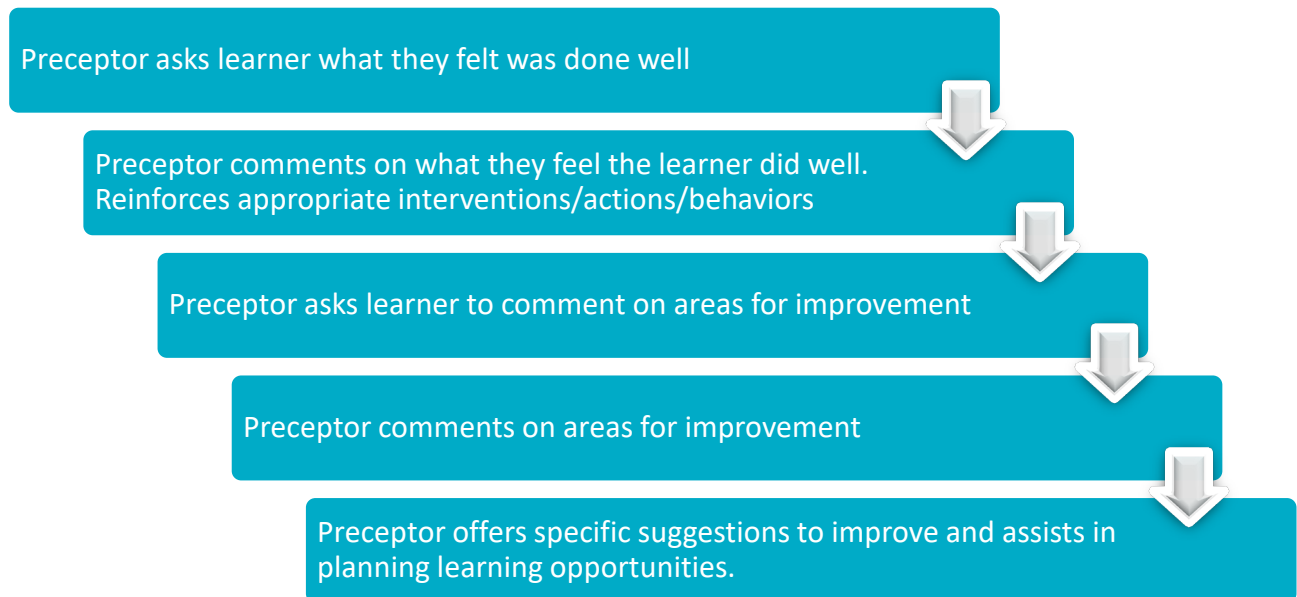 Preceptor asks learner what they felt was done well
Preceptor comments on what they feel the learner did well.
Reinforces appropriate interventions/actions/behaviors
Preceptor asks learner to comment on areas for improvement
Preceptor comments on areas for improvement
Preceptor offers specific suggestions to improve and assists in
planning learning opportunities.